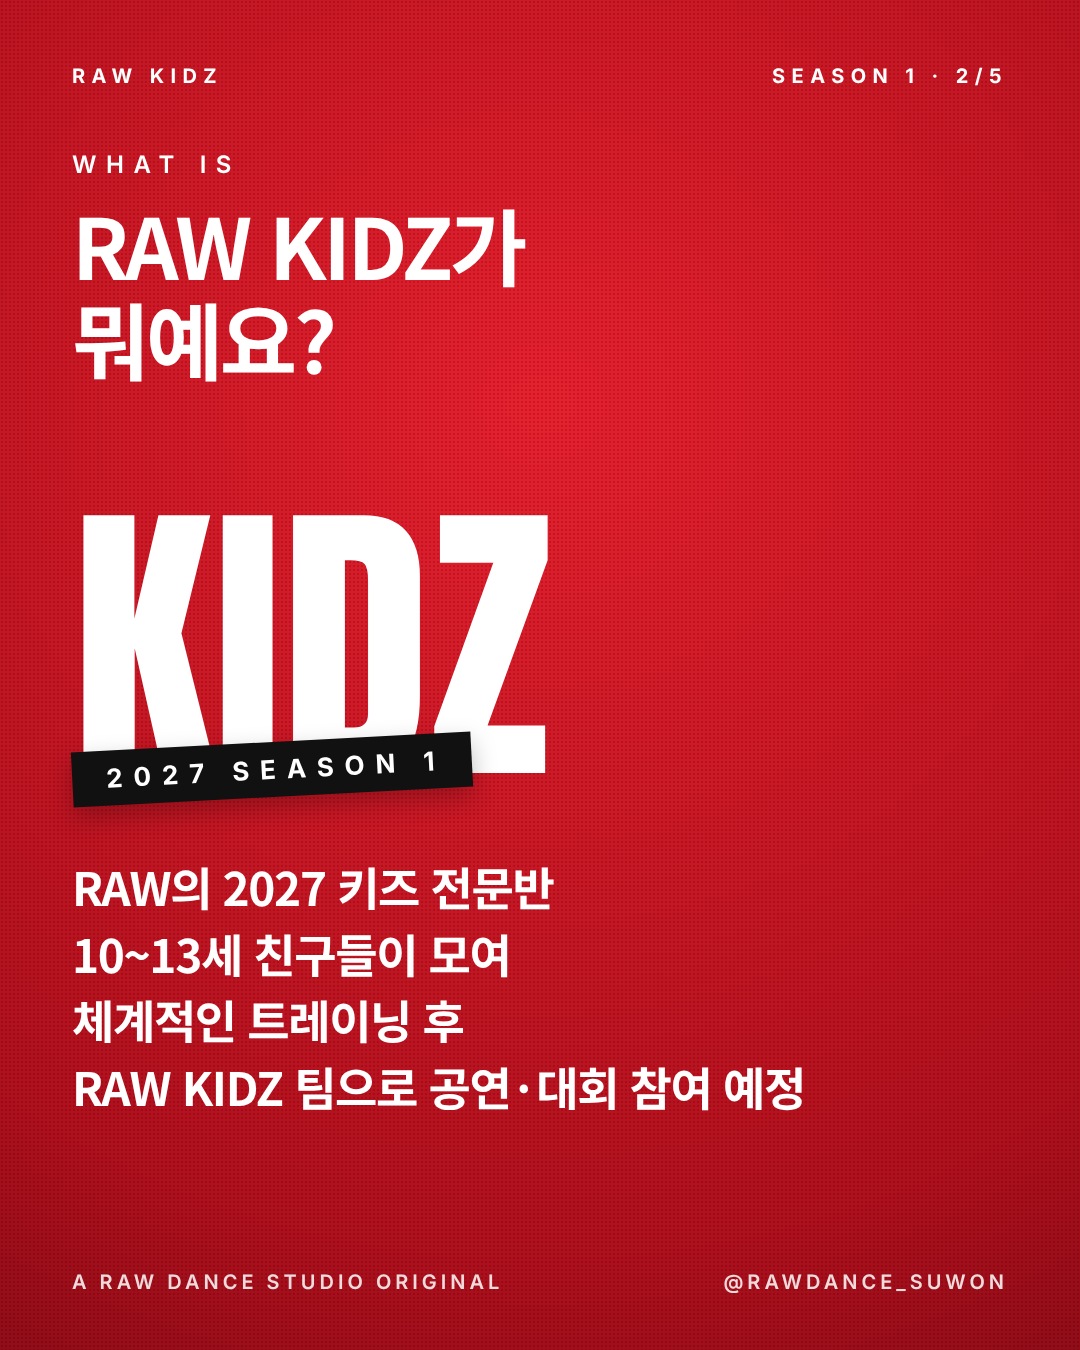 RAW KIDZ
SEASON 1 · 2/5
WHAT IS
RAW KIDZ가
뭐예요?
KIDZ
2027 SEASON 1
RAW의 2027 키즈 전문반
10~13세 친구들이 모여
체계적인 트레이닝 후
RAW KIDZ 팀으로 공연·대회 참여 예정
A RAW DANCE STUDIO ORIGINAL
@RAWDANCE_SUWON